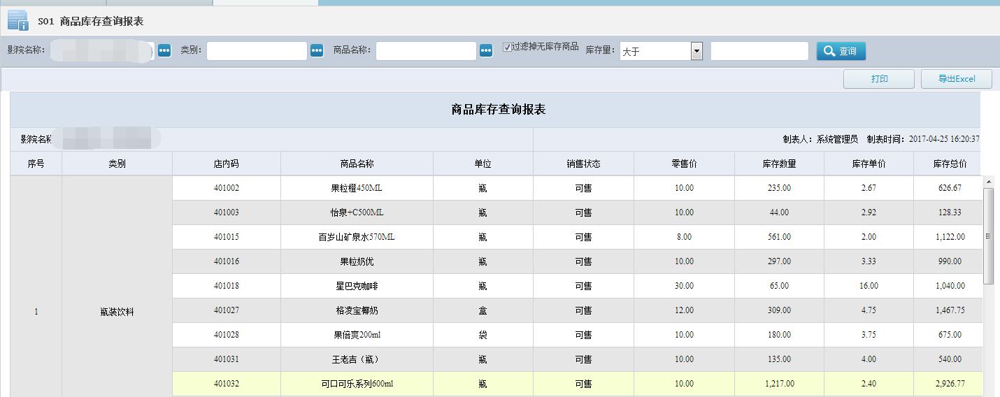 S01 商品库存查询报表
影院名称： 类别： 商品名称： 过滤掉无库存商品 库存量： 大于 查询
打印 导出Excel
商品库存查询报表
影院名称 制表人：系统管理员 制表时间：2017-04-25 16:20:37
序号 类别 店内码 商品名称 单位 销售状态 零售价 库存数量 库存单价 库存总价
401002 果粒橙450ML 瓶 可售 10.00 235.00 2.67 626.67
401003 怡泉+C500ML 瓶 可售 10.00 44.00 2.92 128.33
401015 百岁山矿泉水570ML 瓶 可售 8.00 561.00 2.00 1,122.00
401016 果粒奶优 瓶 可售 10.00 297.00 3.33 990.00
401018 星巴克咖啡 瓶 可售 30.00 65.00 16.00 1,040.00
1 瓶装饮料 401027 格凌宝椰奶 盒 可售 12.00 309.00 4.75 1,467.75
401028 果倍爽200ml 袋 可售 10.00 180.00 3.75 675.00
401031 王老吉（瓶） 瓶 可售 10.00 135.00 4.00 540.00
401032 可口可乐系列600ml 瓶 可售 10.00 1,217.00 2.40 2,926.77